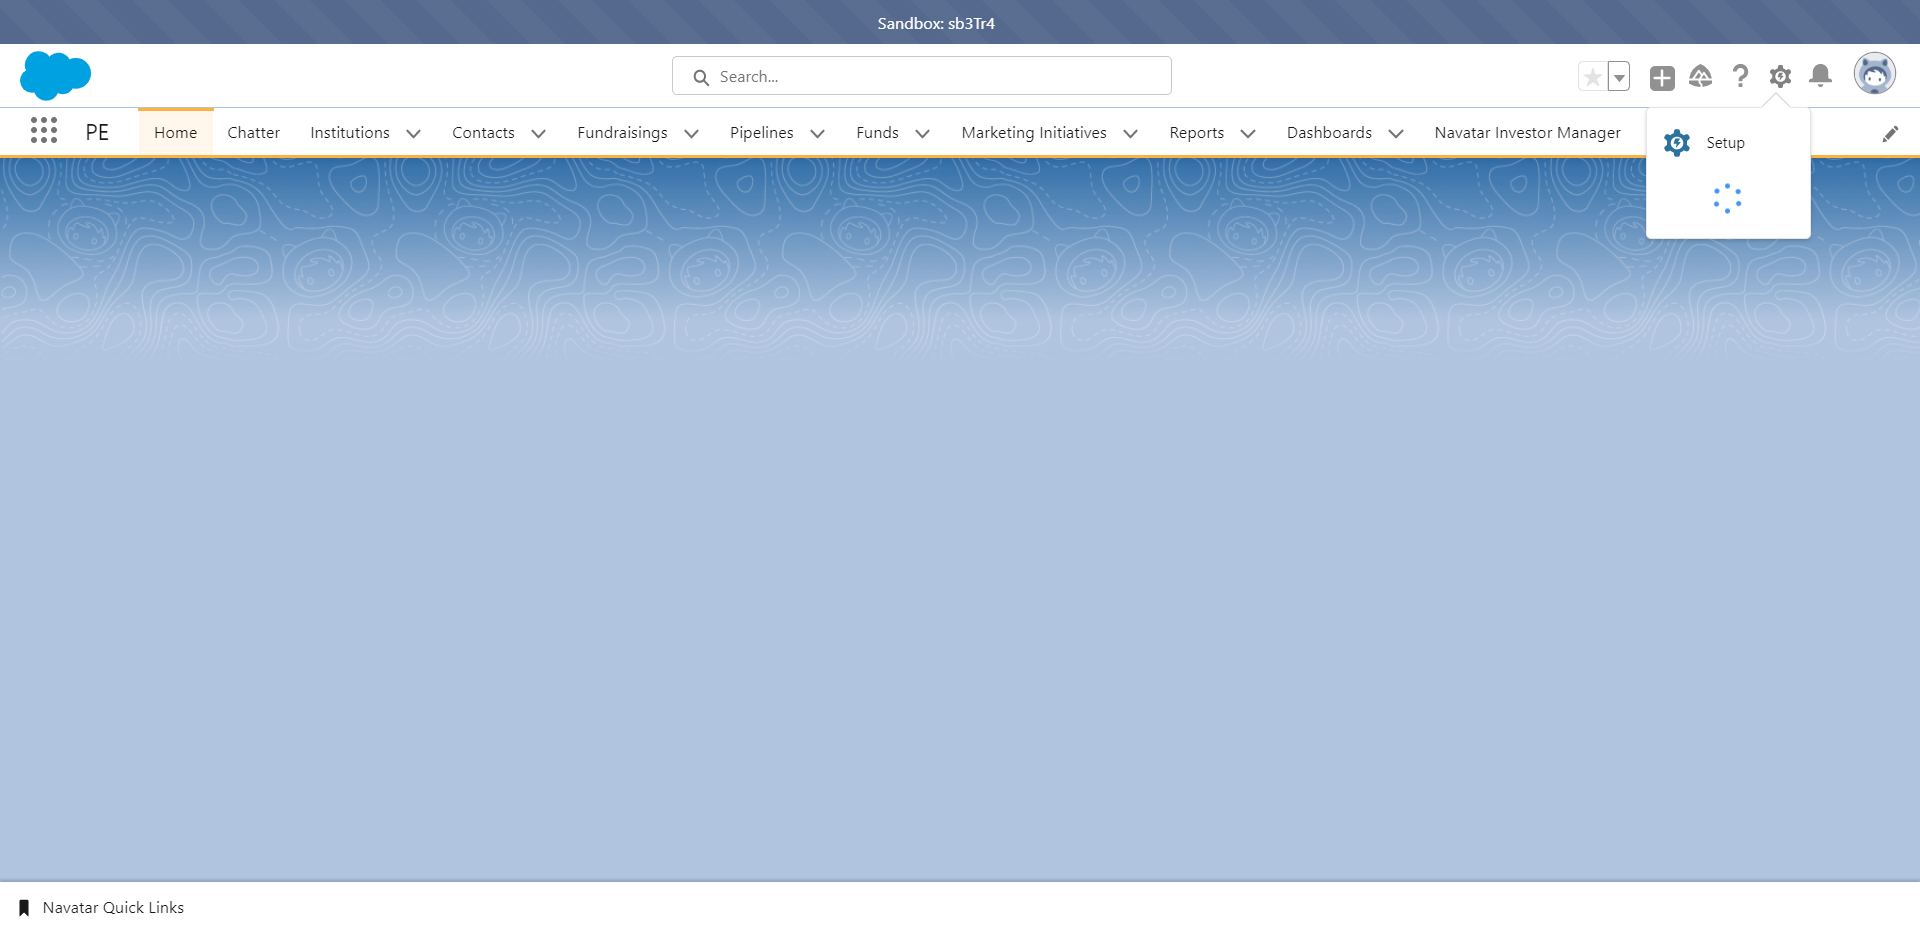 Sandbox: sb3Tr4
Search...
PE
Home
Chatter
Institutions
Contacts
Fundraisings
Pipelines
Funds
Marketing Initiatives
Reports
Dashboards
Navatar Investor Manager
Setup
Navatar Quick Links